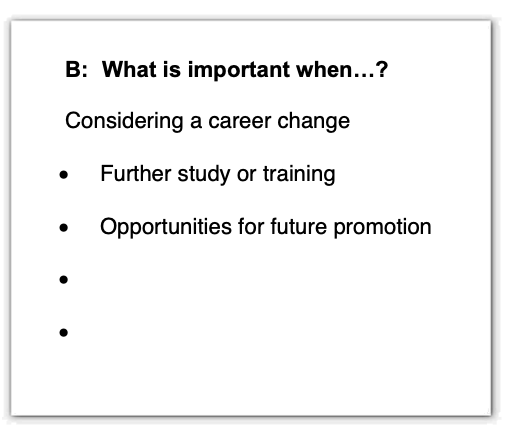 B: What is important when…?
Considering a career change
• Further study or training
• Opportunities for future promotion
•
•